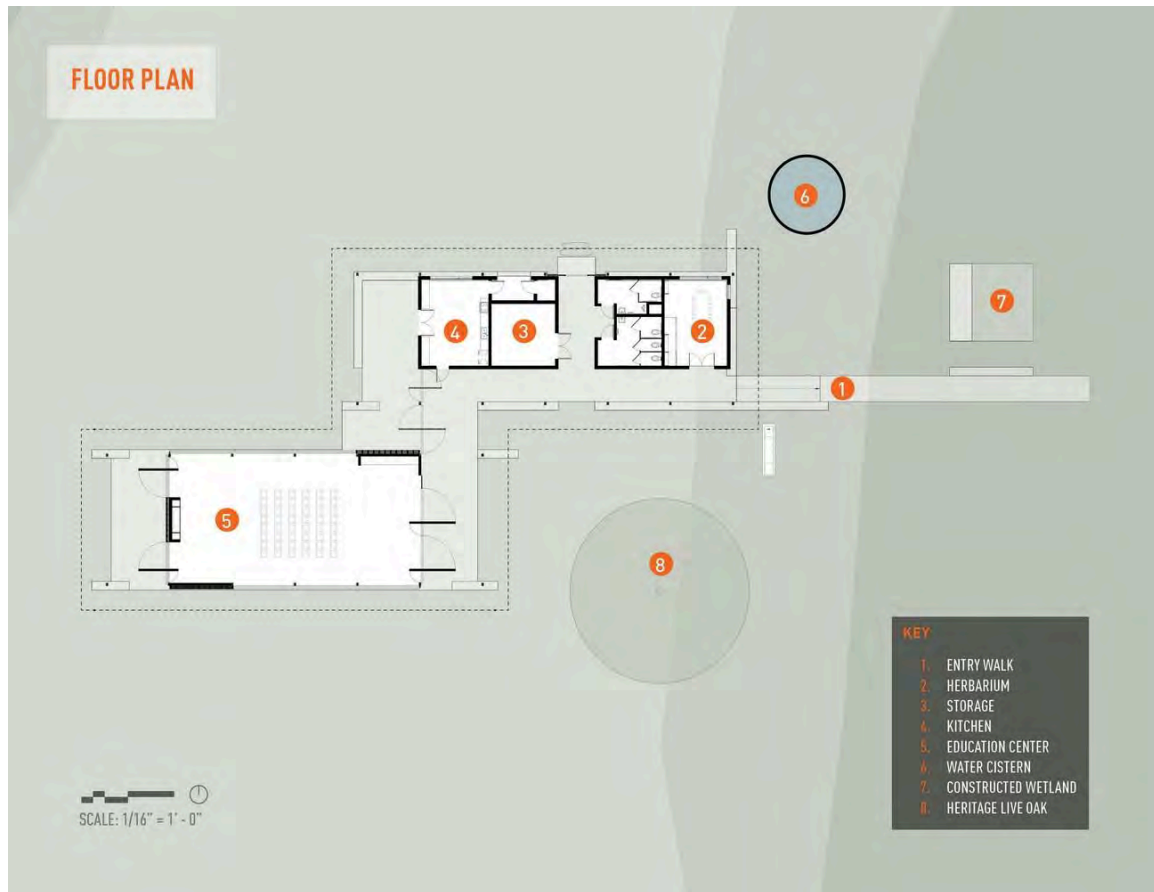 FLOOR PLAN
6
7
4
3
2
1
5
8
KEY
1. ENTRY WALK
2. HERBARIUM
3. STORAGE
4. KITCHEN
5. EDUCATION CENTER
6. WATER CISTERN
7. CONSTRUCTED WETLAND
8. HERITAGE LIVE OAK
SCALE: 1/16" = 1' - 0"